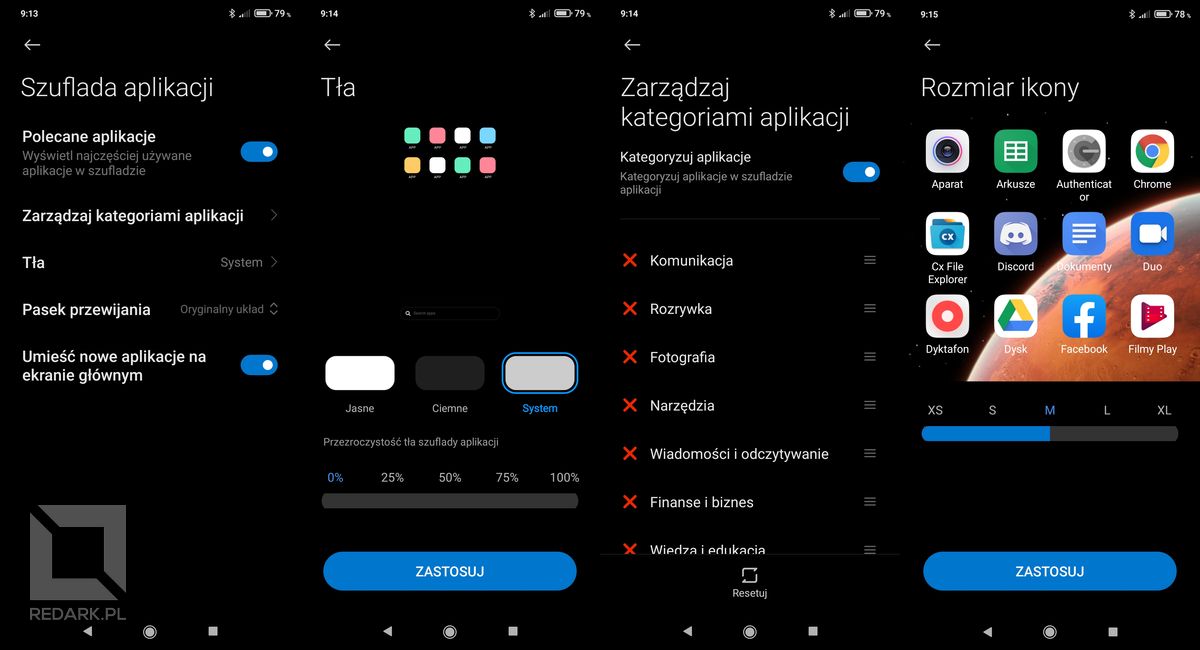 9:13
79%
Szuflada aplikacji
Polecane aplikacje
Wyświetl najczęściej używane
aplikacje w szufladzie
Zarządzaj kategoriami aplikacji
Tła
System
Pasek przewijania
Oryginalny układ
Umieść nowe aplikacje na
ekranie głównym
REDARK.PL
9:14
79%
Tła
APP APP APP APP
APP APP APP APP
Search apps
Jasne
Ciemne
System
Przezroczystość tła szuflady aplikacji
0% 25% 50% 75% 100%
ZASTOSUJ
9:14
79%
Zarządzaj
kategoriami aplikacji
Kategoryzuj aplikacje
Kategoryzuj aplikacje w szufladzie
aplikacji
Komunikacja
Rozrywka
Fotografia
Narzędzia
Wiadomości i odczytywanie
Finanse i biznes
Wiedza i edukacja
Resetuj
9:15
78%
Rozmiar ikony
Aparat
Arkusze
Authenticat
or
Chrome
CX
Cx File
Explorer
Discord
Dokumenty
Duo
Dyktafon
Dysk
Facebook
Filmy Play
XS S M L XL
ZASTOSUJ